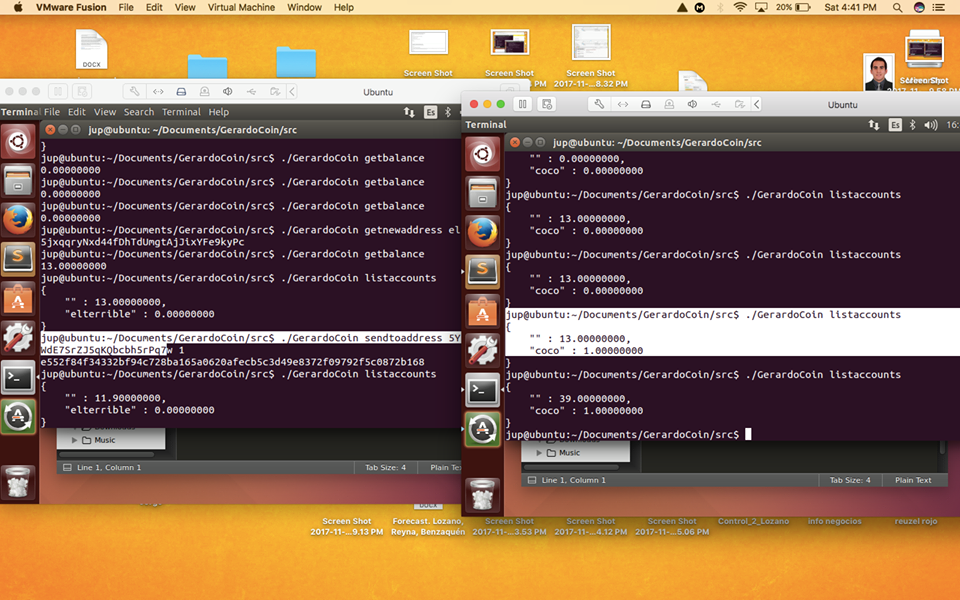 VMware Fusion File Edit View Virtual Machine Window Help
20% Sat 4:41 PM
DOCX
Screen Shot
Screen Shot
Screen Shot
8.32 PM
Ubuntu
Terminal File Edit View Search Terminal Help
Es
jup@ubuntu: ~/Documents/GerardoCoin/src
}
jup@ubuntu:~/Documents/GerardoCoin/src$ ./GerardoCoin getbalance
0.00000000
jup@ubuntu:~/Documents/GerardoCoin/src$ ./GerardoCoin getbalance
0.00000000
jup@ubuntu:~/Documents/GerardoCoin/src$ ./GerardoCoin getbalance
0.00000000
jup@ubuntu:~/Documents/GerardoCoin/src$ ./GerardoCoin getnewaddress el
5jxqqryNxd44fDhTdUmgtAjJixYFe9kyPc
jup@ubuntu:~/Documents/GerardoCoin/src$ ./GerardoCoin getbalance
13.00000000
jup@ubuntu:~/Documents/GerardoCoin/src$ ./GerardoCoin listaccounts
{
"" : 13.00000000,
"elterrible" : 0.00000000
}
jup@ubuntu:~/Documents/GerardoCoin/src$ ./GerardoCoin sendtoaddress 5Y
WdE7SrZJ5qKQbcbh5rPq7W 1
e552f84f34332bf94c728ba165a0620afecb5c3d49e8372f09792f5c0872b168
jup@ubuntu:~/Documents/GerardoCoin/src$ ./GerardoCoin listaccounts
{
"" : 11.90000000,
"elterrible" : 0.00000000
}
Music
Line 1, Column 1 Tab Size: 4 Plain Tex
Ubuntu
Terminal
Es 16:
jup@ubuntu: ~/Documents/GerardoCoin/src
"" : 0.00000000,
"coco" : 0.00000000
}
jup@ubuntu:~/Documents/GerardoCoin/src$ ./GerardoCoin listaccounts
{
"" : 13.00000000,
"coco" : 0.00000000
}
jup@ubuntu:~/Documents/GerardoCoin/src$ ./GerardoCoin listaccounts
{
"" : 13.00000000,
"coco" : 0.00000000
}
jup@ubuntu:~/Documents/GerardoCoin/src$ ./GerardoCoin listaccounts
{
"" : 13.00000000,
"coco" : 1.00000000
}
jup@ubuntu:~/Documents/GerardoCoin/src$ ./GerardoCoin listaccounts
{
"" : 39.00000000,
"coco" : 1.00000000
}
jup@ubuntu:~/Documents/GerardoCoin/src$
Music
Line 1, Column 1 Tab Size: 4 Plain Text
DOCX
Screen Shot
2017-11-...9.13 PM
Forecast. Lozano,
Reyna, Benzaquén
Screen Shot
2017-11-...3.53 PM
Screen Shot
2017-11-...4.12 PM
Screen Shot
2017-11-...5.06 PM
Control_2_Lozano
info negocios
reuzel rojo